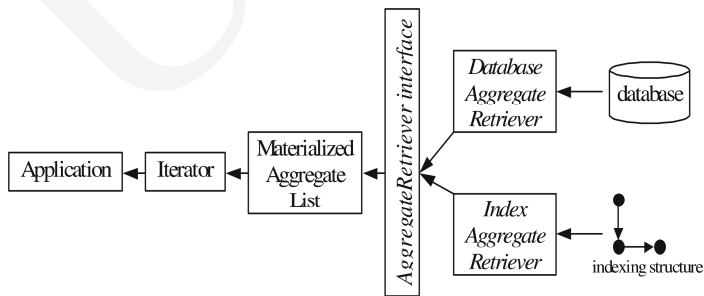 Application
Iterator
Materialized
Aggregate
List
AggregateRetriever interface
Database
Aggregate
Retriever
database
Index
Aggregate
Retriever
indexing structure